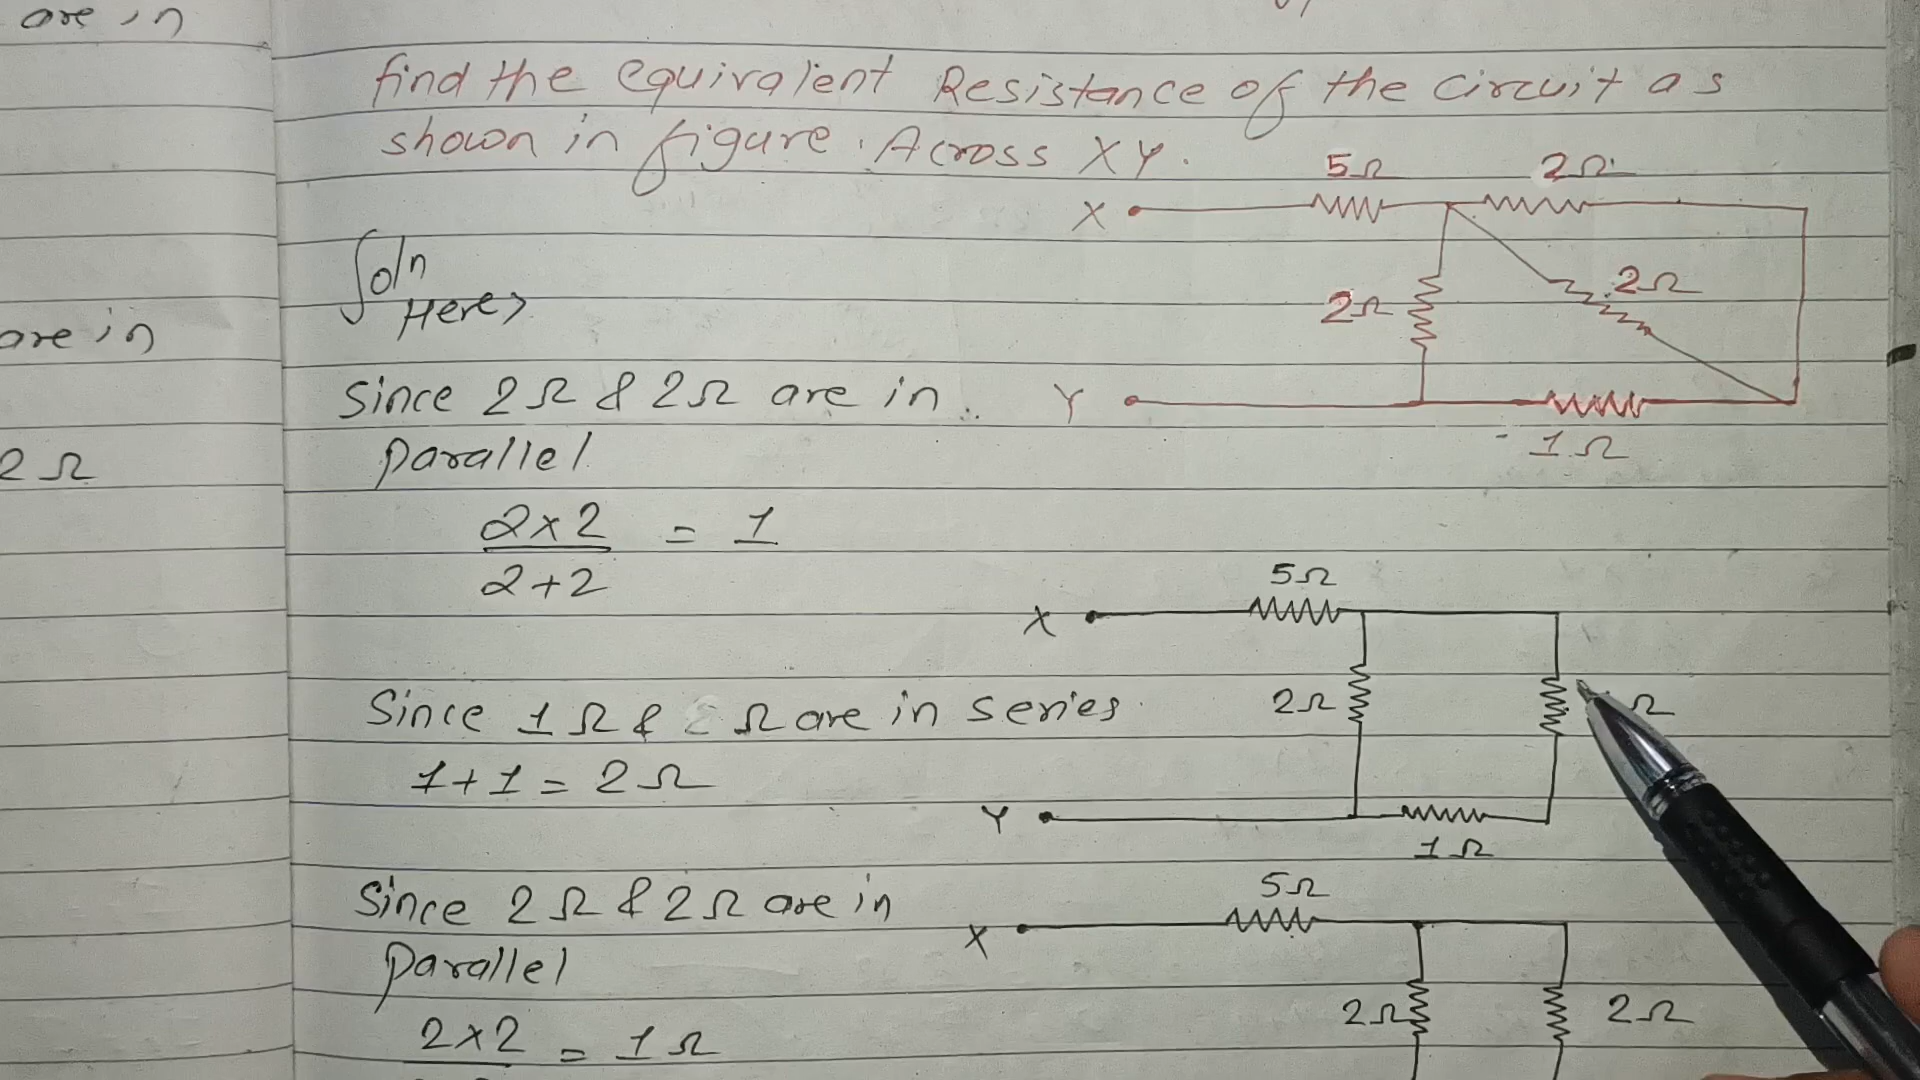 are in
find the equivalent Resistance of the circuit as
shown in figure. Across XY.
5Ω 2Ω
X
Soln
Here,
2Ω
2Ω
are in
Since 2Ω & 2Ω are in
Y
parallel
1Ω
2Ω
2×2 = 1
2+2
5Ω
X
Since 1Ω & Ω are in series
2Ω
Ω
1+1 = 2Ω
Y
1Ω
Since 2Ω & 2Ω are in
5Ω
X
parallel
2Ω
2Ω
2×2 = 1Ω